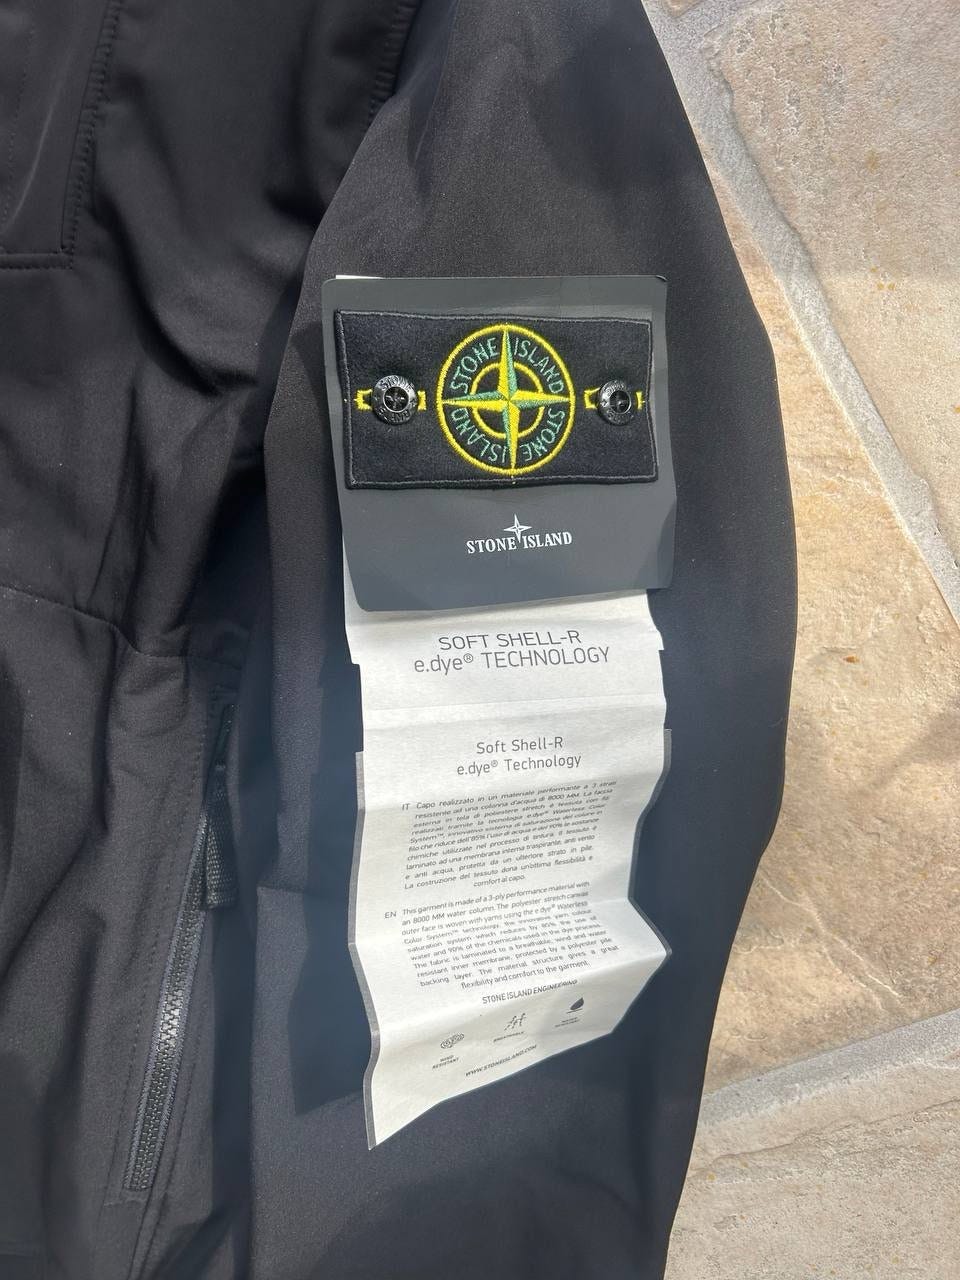 STONE ISLAND
STONE ISLAND
STONE ISLAND
STONE ISLAND
STONE ISLAND
SOFT SHELL-R
e.dye® TECHNOLOGY
Soft Shell-R
e.dye® Technology
IT Capo realizzato in un materiale performante a 3 strati
resistente ad una colonna d'acqua di 8000 MM. La faccia
esterna in tela di poliestere stretch è tessuta con fili
realizzati tramite la tecnologia e.dye® Waterless Color
System™, innovativo sistema di saturazione del colore in
filo che riduce dell'85% l'uso di acqua e del 90% le sostanze
chimiche utilizzate nel processo di tintura. Il tessuto è
laminato ad una membrana interna traspirante, anti vento
e anti acqua, protetta da un ulteriore strato in pile.
La costruzione del tessuto dona un'ottima flessibilità e
comfort al capo.
EN This garment is made of a 3-ply performance material with
an 8000 MM water column. The polyester stretch canvas
outer face is woven with yarns using the e.dye® Waterless
Color System™ technology, the innovative yarn colour
saturation system which reduces by 85% the use of
water and 90% of the chemicals used in the dye process.
The fabric is laminated to a breathable, wind and water
resistant inner membrane, protected by a polyester pile
backing layer. The material structure gives a great
flexibility and comfort to the garment.
STONE ISLAND ENGINEERING
WIND
RESISTANT
BREATHABLE
WATER
RESISTANT
WWW.STONEISLAND.COM